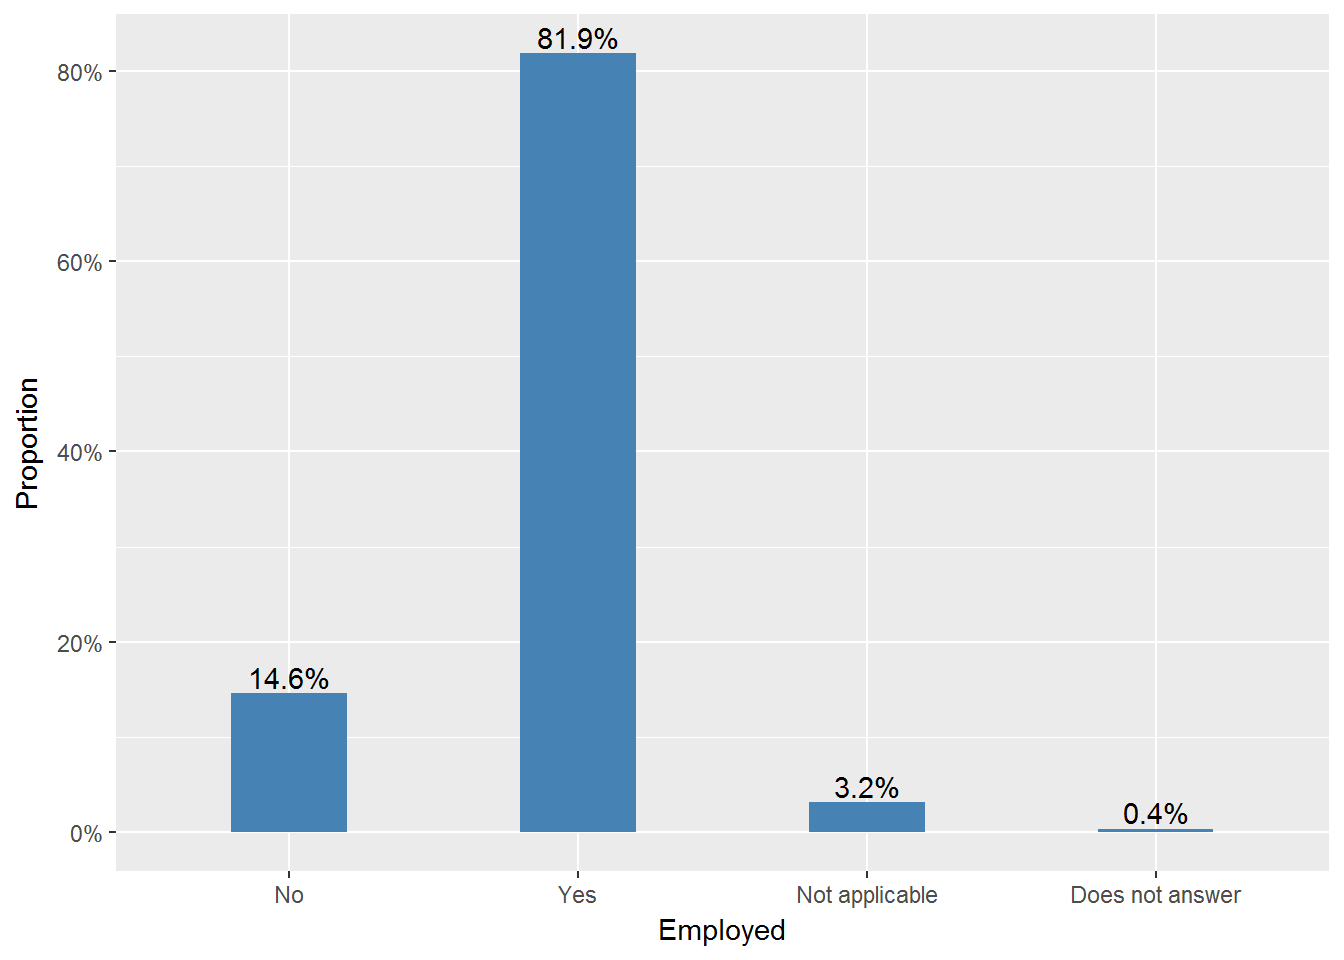 81.9%
80%
60%
40%
20%
0%
14.6%
3.2%
0.4%
Proportion
No
Yes
Not applicable
Does not answer
Employed